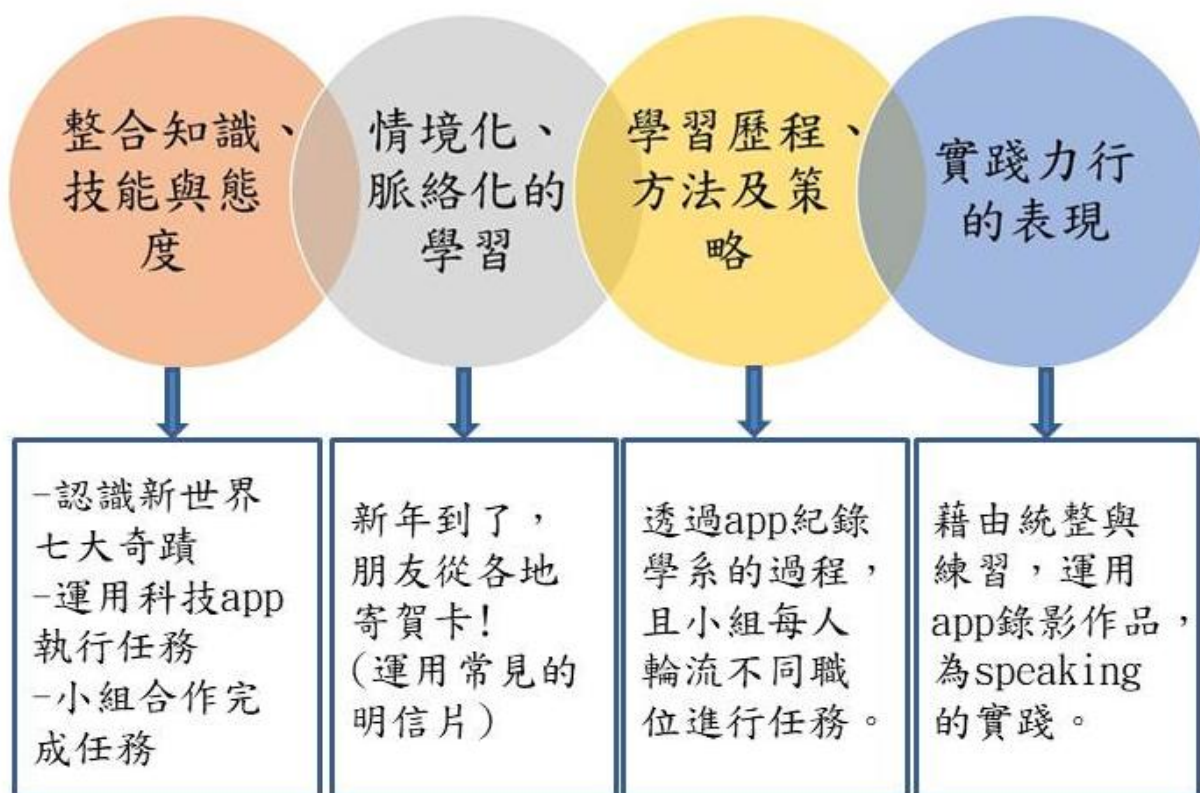 整合知識、
技能與態
度
情境化、
脈絡化的
學習
學習歷程、
方法及策
略
實踐力行
的表現
-認識新世界
七大奇蹟
-運用科技app
執行任務
-小組合作完
成任務
新年到了，
朋友從各地
寄賀卡!
(運用常見的
明信片)
透過app紀錄
學系的過程，
且小組每人
輪流不同職
位進行任務。
藉由統整與
練習，運用
app錄影作品，
為speaking
的實踐。